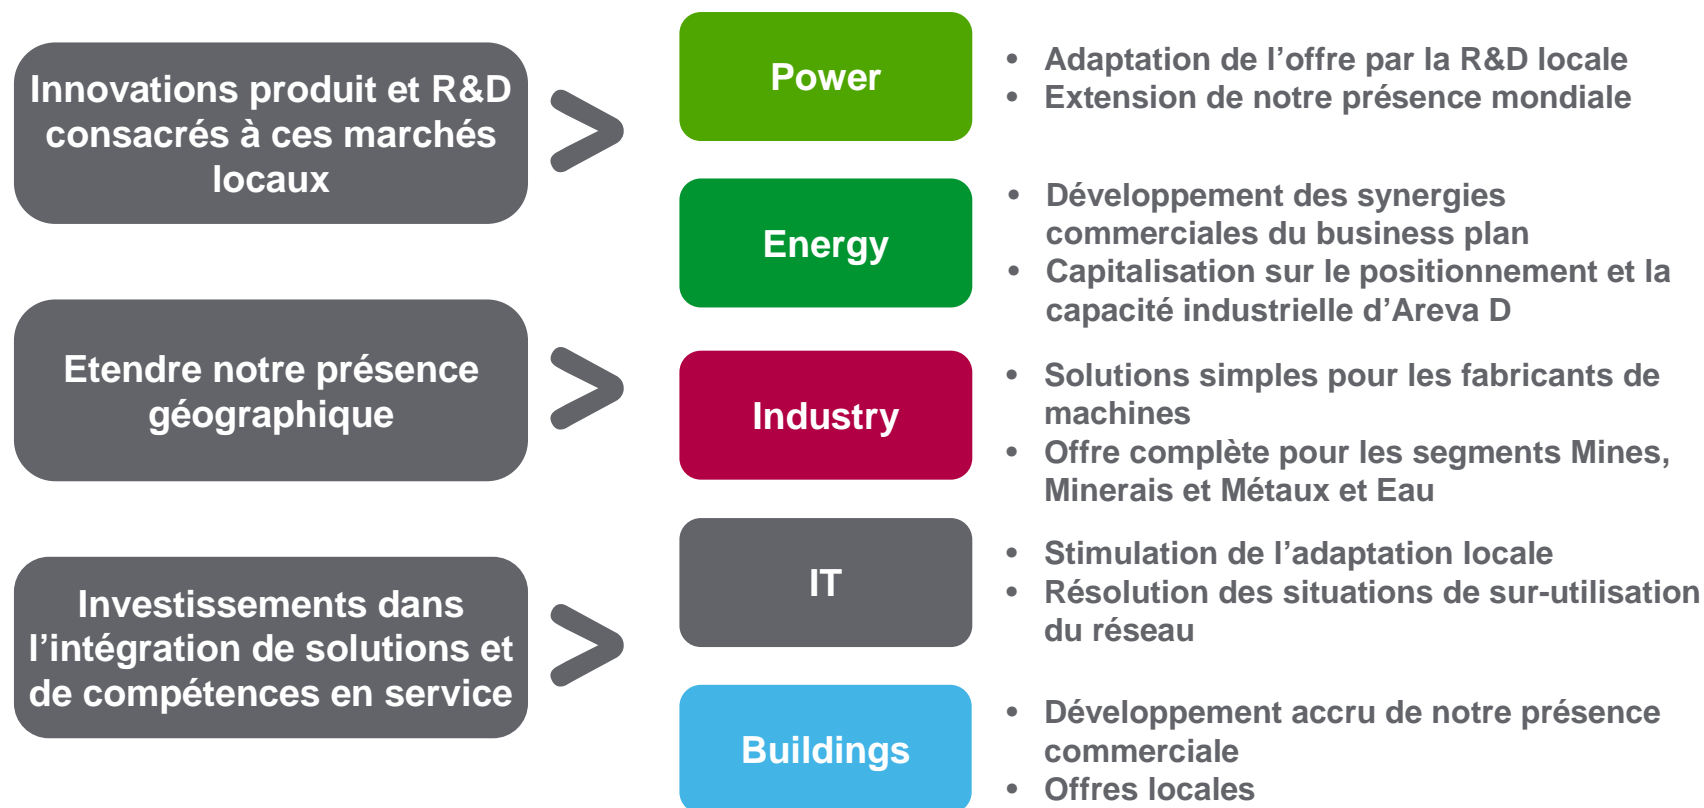 Innovations produit et R&D
consacrés à ces marchés
locaux
Etendre notre présence
géographique
Investissements dans
l’intégration de solutions et
de compétences en service
Power
• Adaptation de l’offre par la R&D locale
• Extension de notre présence mondiale
Energy
• Développement des synergies
commerciales du business plan
• Capitalisation sur le positionnement et la
capacité industrielle d’Areva D
Industry
• Solutions simples pour les fabricants de
machines
• Offre complète pour les segments Mines,
Minerais et Métaux et Eau
IT
• Stimulation de l’adaptation locale
• Résolution des situations de sur-utilisation
du réseau
Buildings
• Développement accru de notre présence
commerciale
• Offres locales